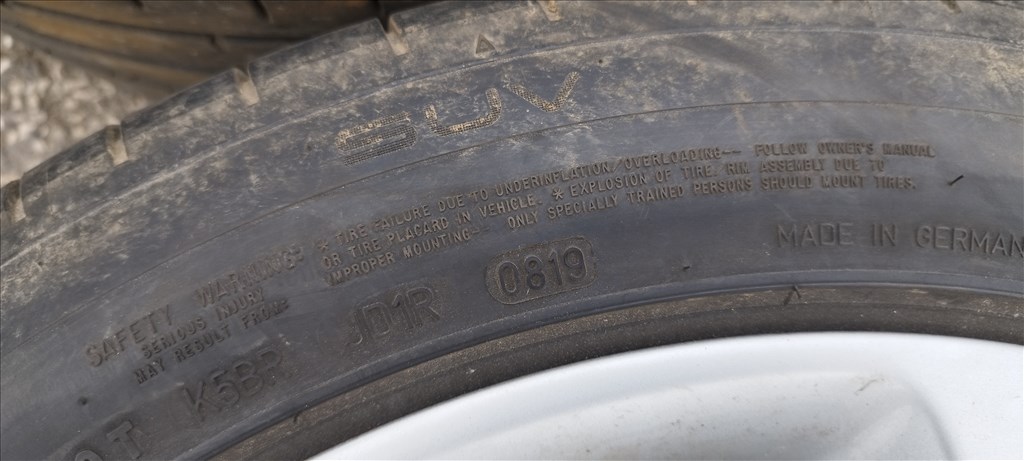 SUV
SAFETY WARNING:
SERIOUS INJURY
MAY RESULT FROM:
* TIRE FAILURE DUE TO UNDERINFLATION/OVERLOADING-- FOLLOW OWNER'S MANUAL
OR TIRE PLACARD IN VEHICLE. * EXPLOSION OF TIRE/RIM ASSEMBLY DUE TO
IMPROPER MOUNTING-- ONLY SPECIALLY TRAINED PERSONS SHOULD MOUNT TIRES.
MADE IN GERMAN
T K5BR JD1R 0819